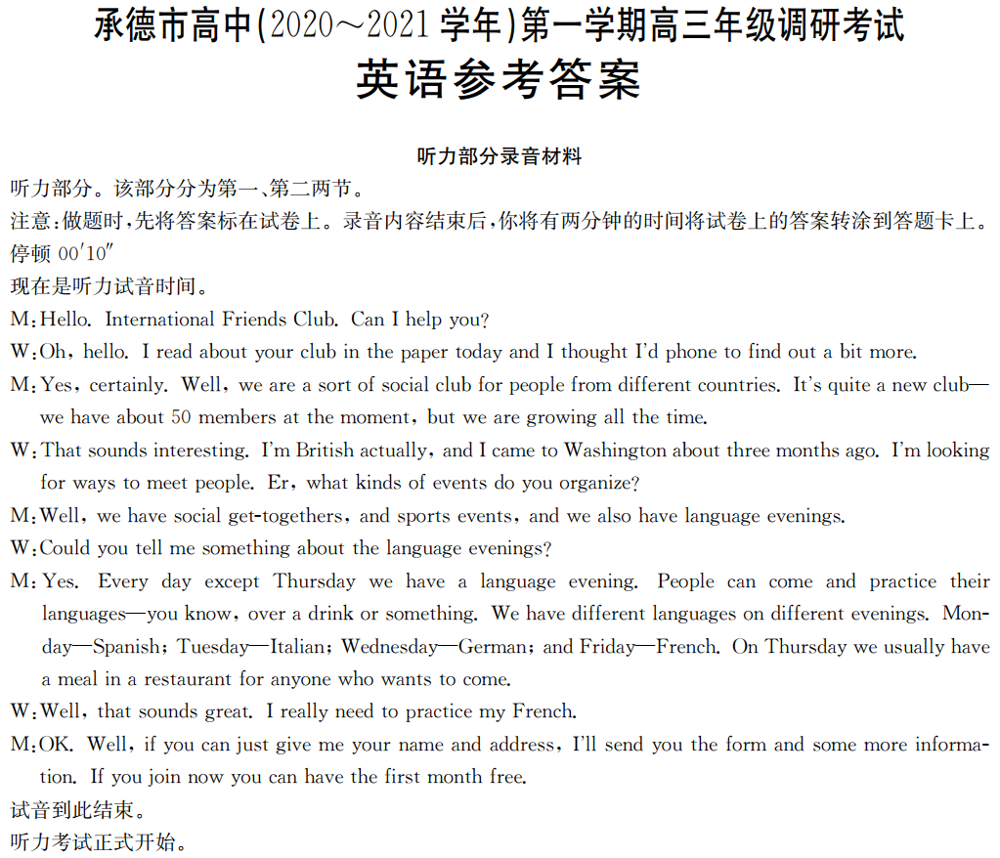 承德市高中(2020～2021学年)第一学期高三年级调研考试
英语参考答案
听力部分录音材料
听力部分。该部分分为第一、第二两节。
注意:做题时,先将答案标在试卷上。录音内容结束后,你将有两分钟的时间将试卷上的答案转涂到答题卡上。
停顿 00′10″
现在是听力试音时间。
M:Hello. International Friends Club. Can I help you?
W:Oh, hello. I read about your club in the paper today and I thought I'd phone to find out a bit more.
M:Yes, certainly. Well, we are a sort of social club for people from different countries. It's quite a new club—
we have about 50 members at the moment, but we are growing all the time.
W:That sounds interesting. I'm British actually, and I came to Washington about three months ago. I'm looking
for ways to meet people. Er, what kinds of events do you organize?
M:Well, we have social get-togethers, and sports events, and we also have language evenings.
W:Could you tell me something about the language evenings?
M:Yes. Every day except Thursday we have a language evening. People can come and practice their
languages—you know, over a drink or something. We have different languages on different evenings. Mon-
day—Spanish; Tuesday—Italian; Wednesday—German; and Friday—French. On Thursday we usually have
a meal in a restaurant for anyone who wants to come.
W:Well, that sounds great. I really need to practice my French.
M:OK. Well, if you can just give me your name and address, I'll send you the form and some more informa-
tion. If you join now you can have the first month free.
试音到此结束。
听力考试正式开始。